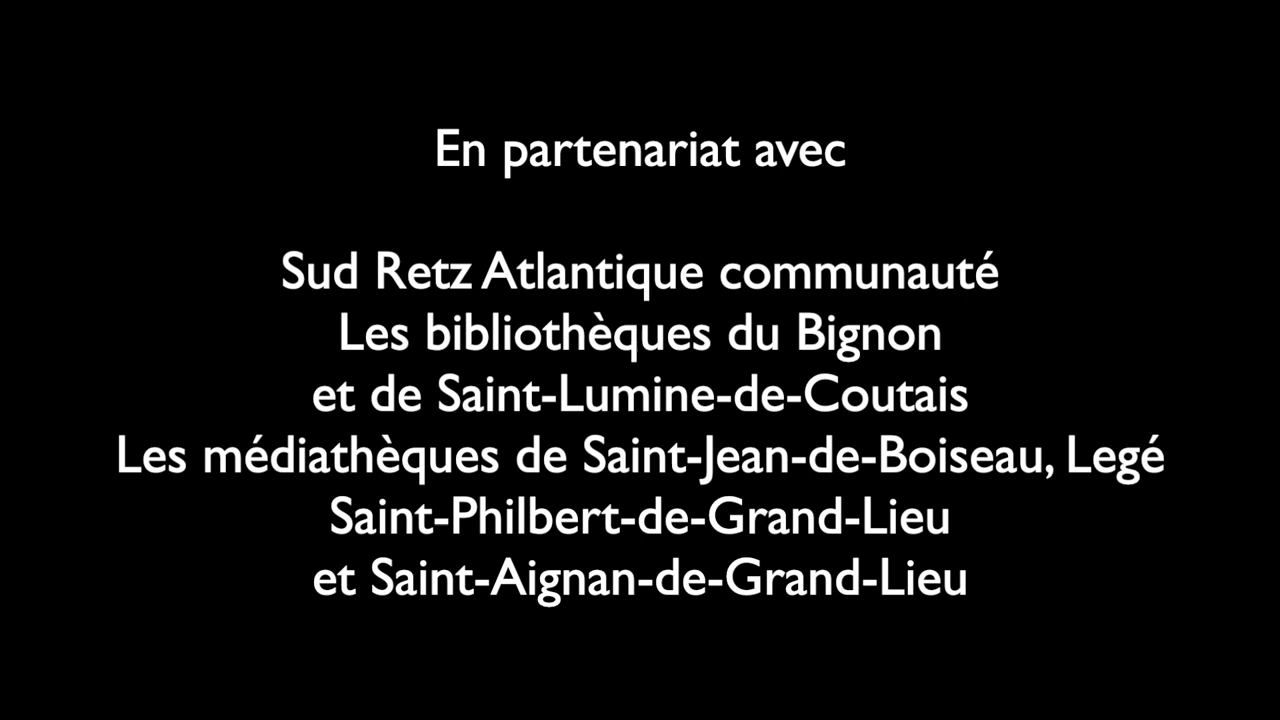 En partenariat avec
Sud Retz Atlantique communauté
Les bibliothèques du Bignon
et de Saint-Lumine-de-Coutais
Les médiathèques de Saint-Jean-de-Boiseau, Legé
Saint-Philbert-de-Grand-Lieu
et Saint-Aignan-de-Grand-Lieu